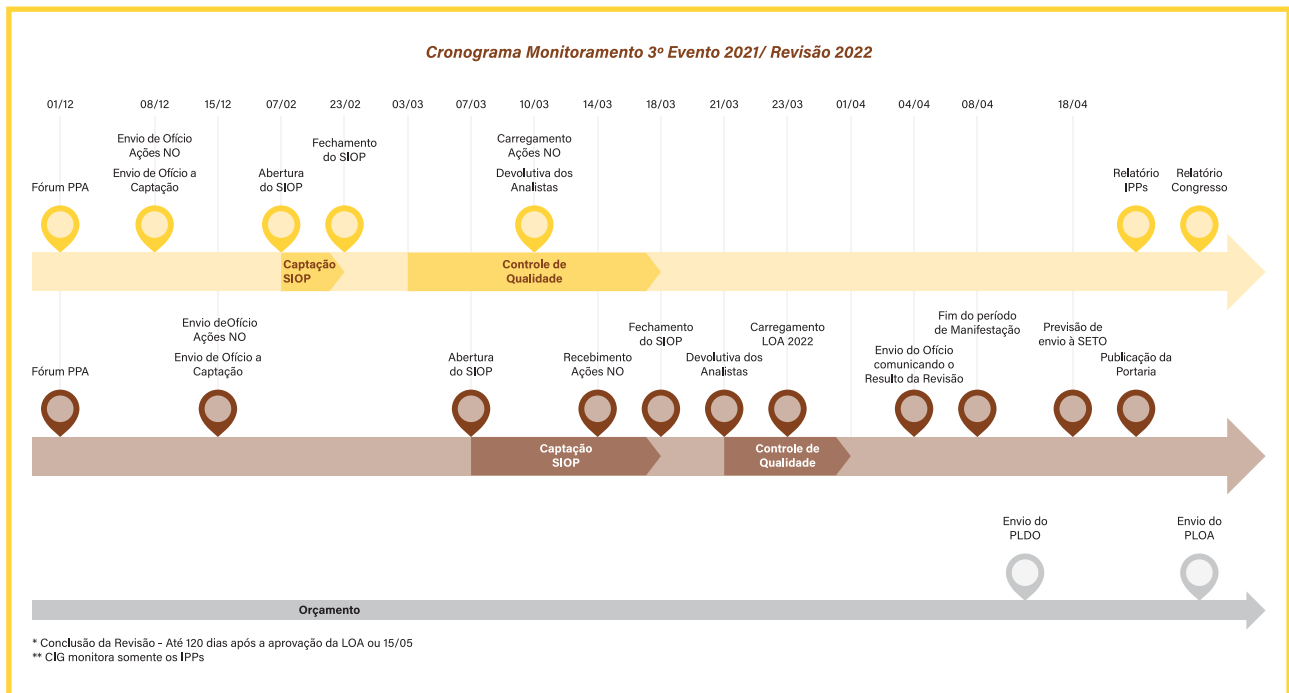 Cronograma Monitoramento 3º Evento 2021/ Revisão 2022
01/12 08/12 15/12 07/02 23/02 03/03 07/03 10/03 14/03 18/03 21/03 23/03 01/04 04/04 08/04 18/04
Fórum PPA
Envio de Ofício
Ações NO
Envio de Ofício a
Captação
Abertura
do SIOP
Fechamento
do SIOP
Carregamento
Ações NO
Devolutiva dos
Analistas
Relatório
IPPs
Relatório
Congresso
Captação
SIOP
Controle de
Qualidade
Fórum PPA
Envio deOfício
Ações NO
Envio de Ofício a
Captação
Abertura
do SIOP
Recebimento
Ações NO
Fechamento
do SIOP
Devolutiva dos
Analistas
Carregamento
LOA 2022
Envio do Ofício
comunicando o
Resulto da Revisão
Fim do período
de Manifestação
Previsão de
envio à SETO
Publicação da
Portaria
Captação
SIOP
Controle de
Qualidade
Envio do
PLDO
Envio do
PLOA
Orçamento
* Conclusão da Revisão - Até 120 dias após a aprovação da LOA ou 15/05
** CIG monitora somente os IPPs